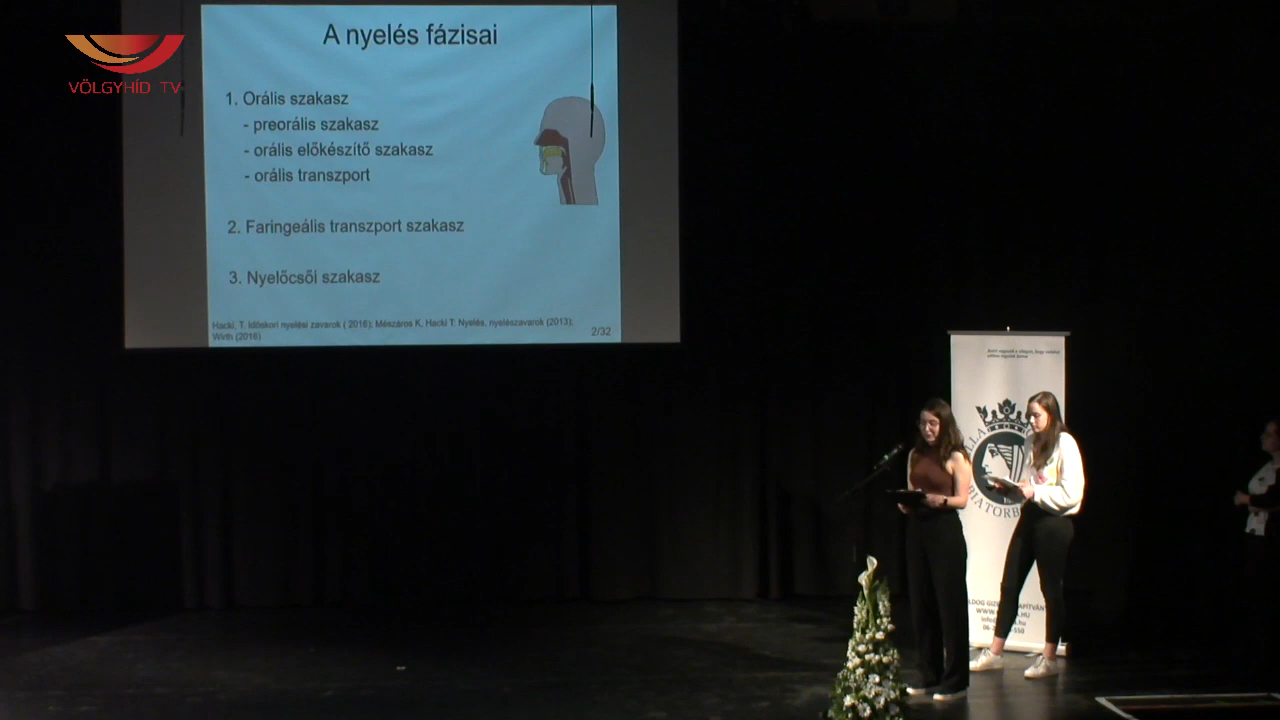 VÖLGYHÍD TV
A nyelés fázisai
1. Orális szakasz
- preorális szakasz
- orális előkészítő szakasz
- orális transzport
2. Faringeális transzport szakasz
3. Nyelőcsői szakasz
Hacki, T. Időskori nyelési zavarok ( 2016); Mészáros K, Hacki T. Nyelés, nyelészavarok (2013);
Wirth (2016)
2/32
BIATORB
WWW.